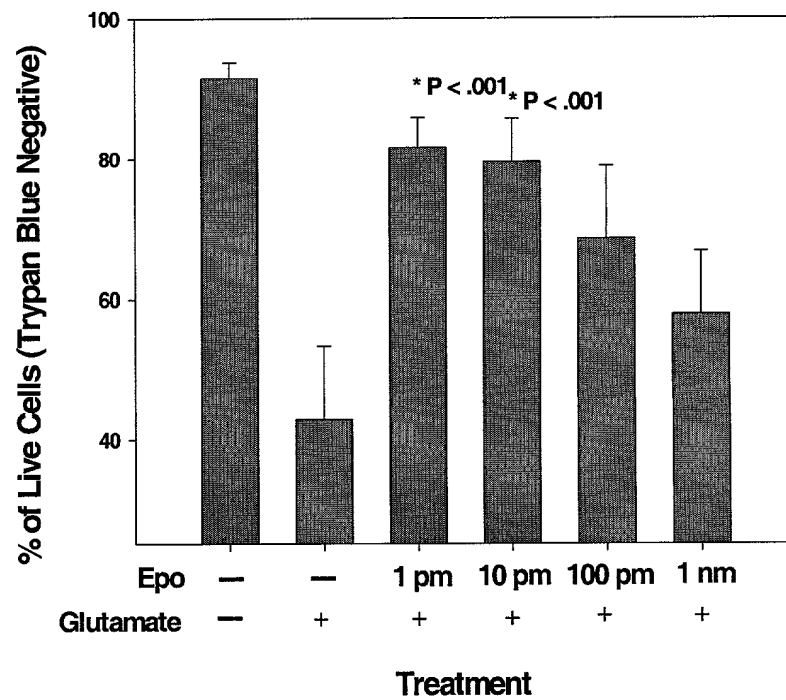 % of Live Cells (Trypan Blue Negative)
100
80
60
40
* P < .001
* P < .001
Epo — — 1 pm 10 pm 100 pm 1 nm
Glutamate — + + + + +
Treatment